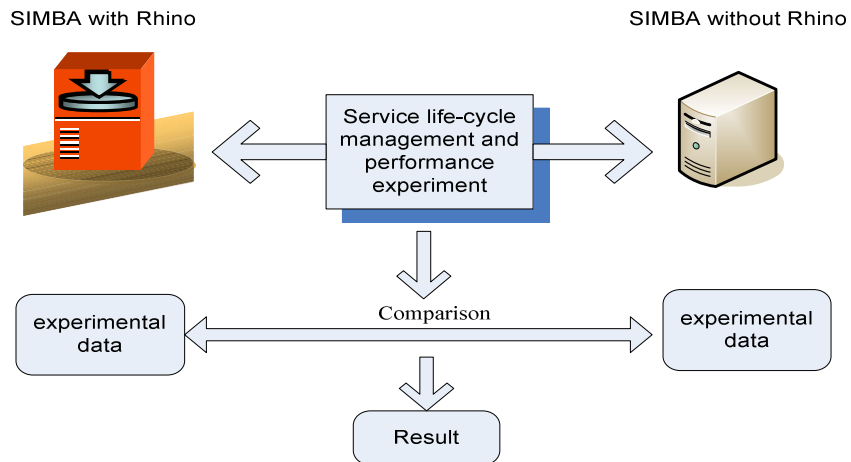 SIMBA with Rhino
SIMBA without Rhino
Service life-cycle
management and
performance
experiment
Comparison
experimental
data
experimental
data
Result